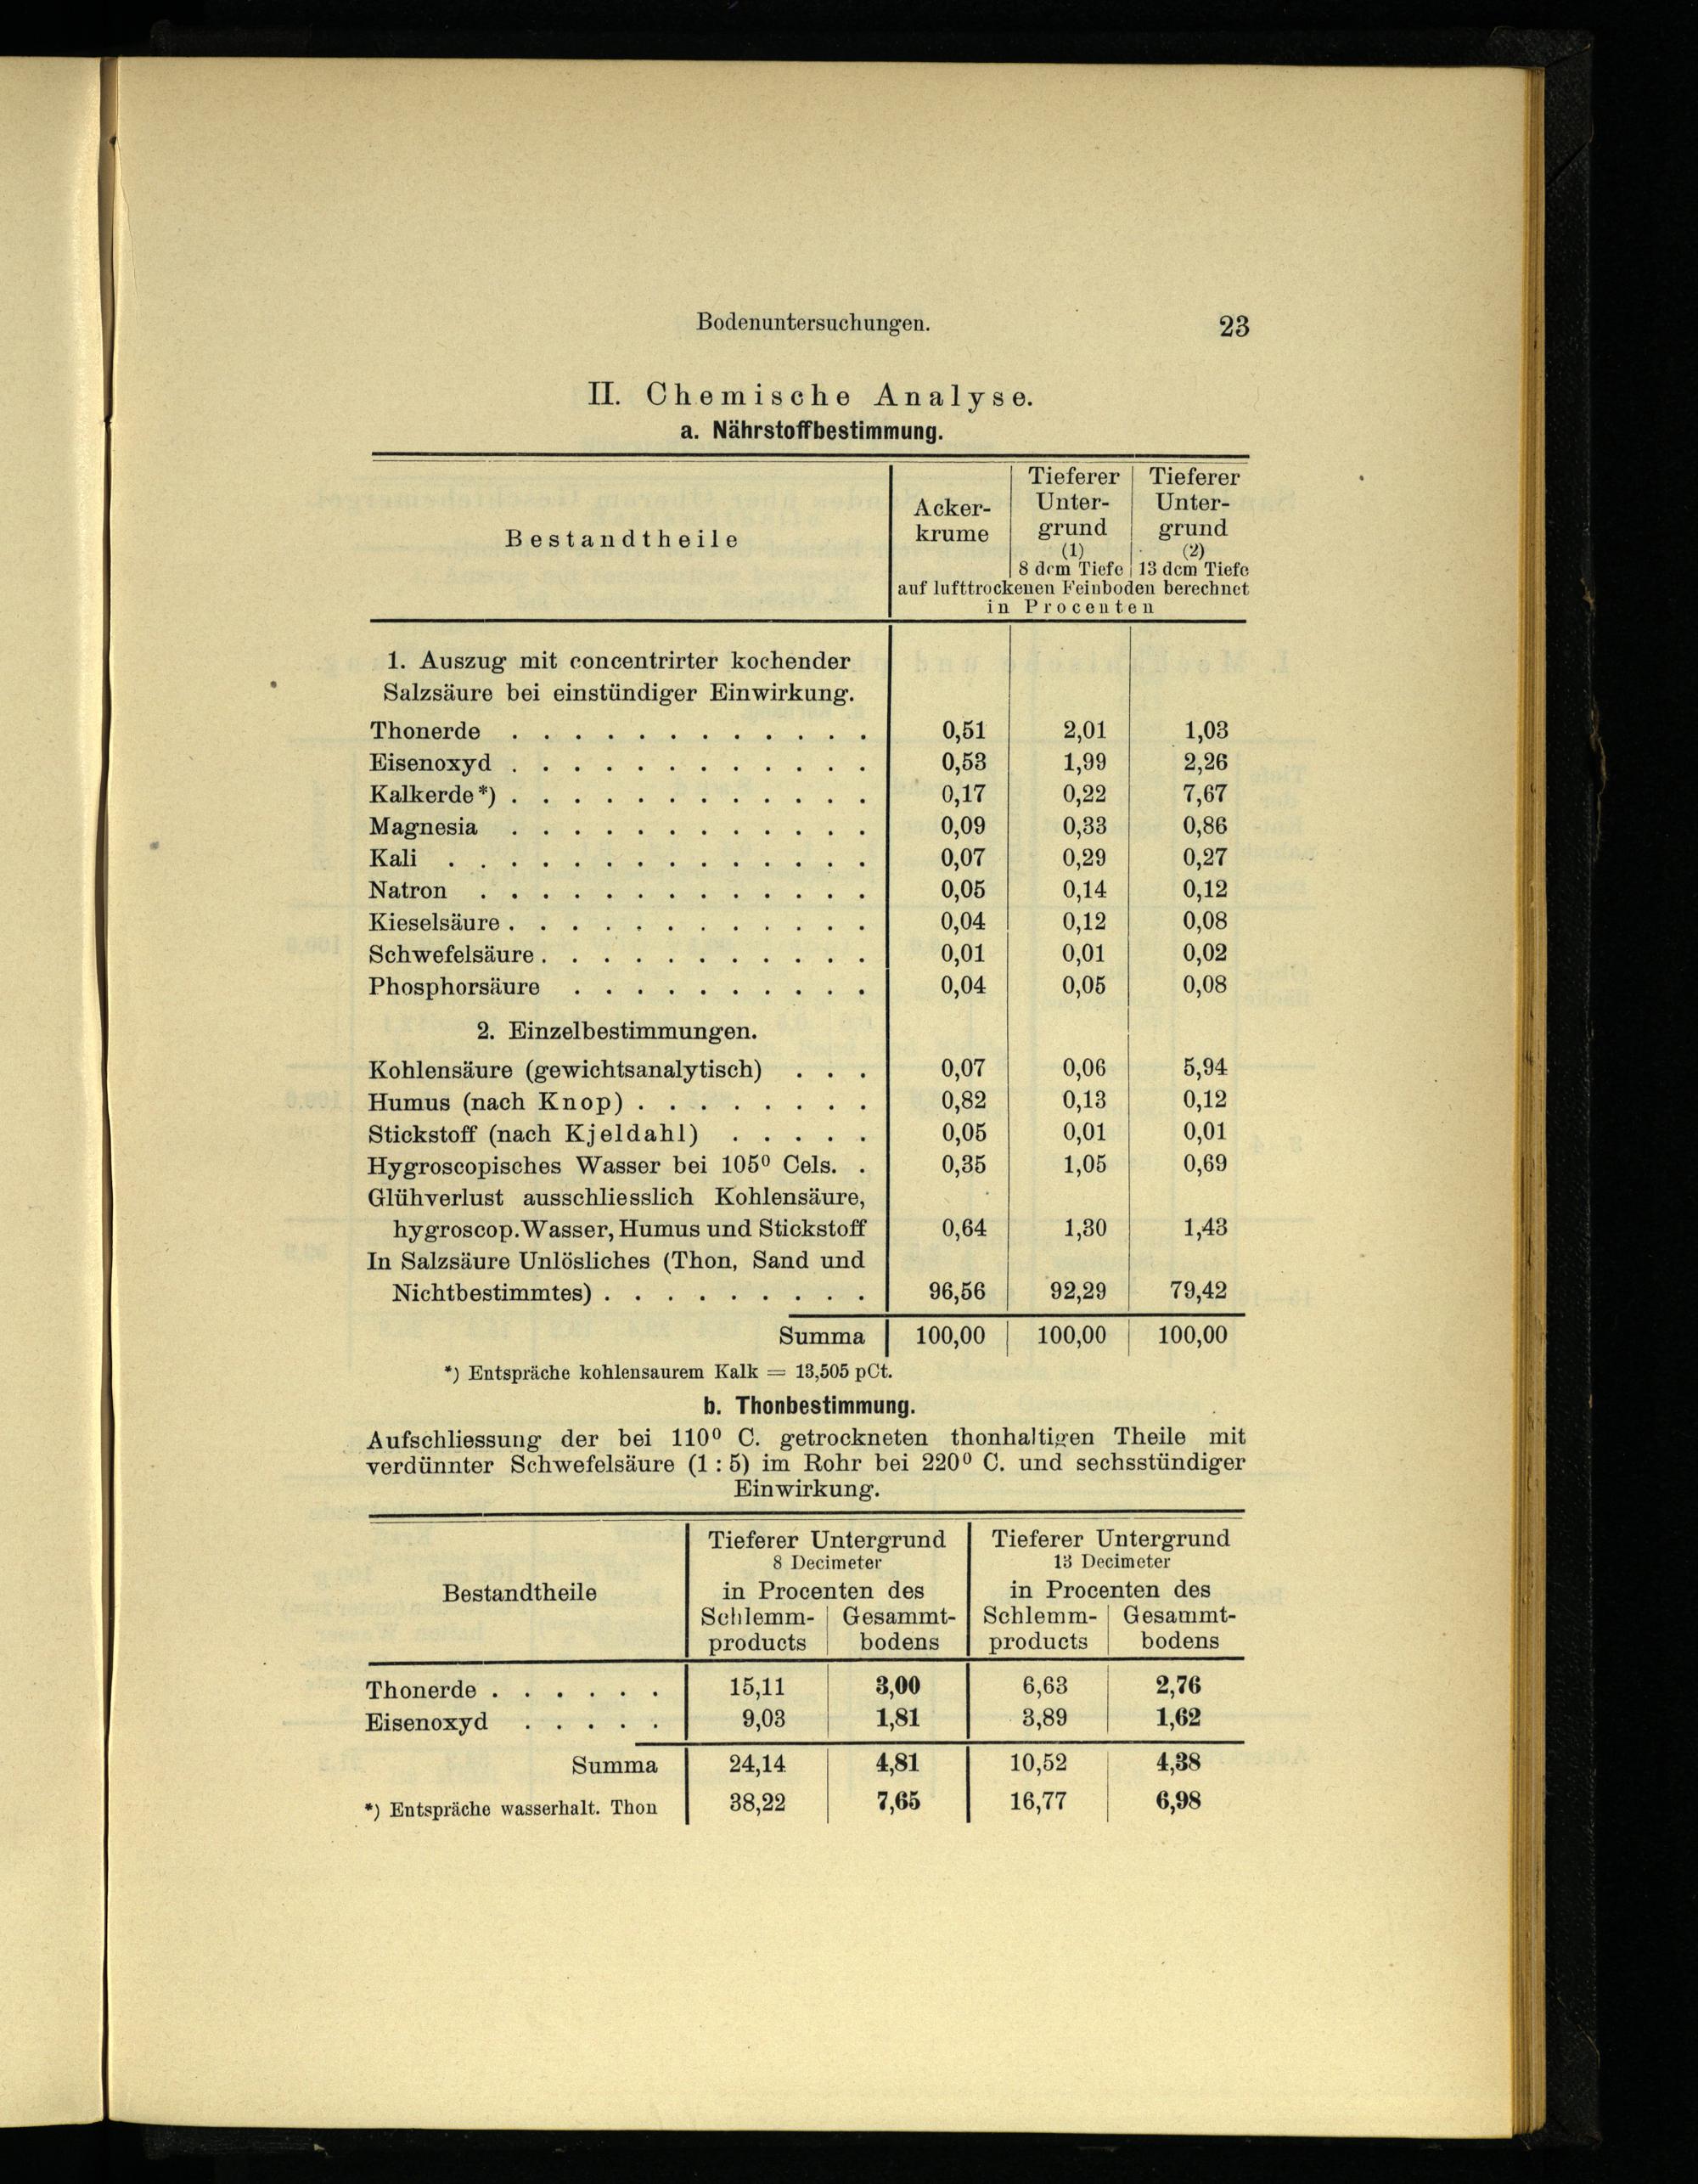 Bodenuntersuchungen. 23
II. Chemische Analyse.
a. Nährstoffbestimmung.
Bestandtheile
Acker-
krume
Tieferer
Unter-
grund
(1)
8 dcm Tiefe
Tieferer
Unter-
grund
(2)
13 dcm Tiefe
auf lufttrockenen Feinboden berechnet
in Procenten
1. Auszug mit concentrirter kochender
Salzsäure bei einstündiger Einwirkung.
Thonerde . . . . . . . . . . . . 0,51 2,01 1,03
Eisenoxyd . . . . . . . . . . . . 0,53 1,99 2,26
Kalkerde*) . . . . . . . . . . . . 0,17 0,22 7,67
Magnesia . . . . . . . . . . . . 0,09 0,33 0,86
Kali . . . . . . . . . . . . . . 0,07 0,29 0,27
Natron . . . . . . . . . . . . . 0,05 0,14 0,12
Kieselsäure . . . . . . . . . . . . 0,04 0,12 0,08
Schwefelsäure . . . . . . . . . . . 0,01 0,01 0,02
Phosphorsäure . . . . . . . . . . 0,04 0,05 0,08
2. Einzelbestimmungen.
Kohlensäure (gewichtsanalytisch) . . . 0,07 0,06 5,94
Humus (nach Knop) . . . . . . . . 0,82 0,13 0,12
Stickstoff (nach Kjeldahl) . . . . . 0,05 0,01 0,01
Hygroscopisches Wasser bei 105⁰ Cels. . 0,35 1,05 0,69
Glühverlust ausschliesslich Kohlensäure,
hygroscop. Wasser, Humus und Stickstoff 0,64 1,30 1,43
In Salzsäure Unlösliches (Thon, Sand und
Nichtbestimmtes) . . . . . . . . . 96,56 92,29 79,42
Summa 100,00 100,00 100,00
*) Entspräche kohlensaurem Kalk = 13,505 pCt.
b. Thonbestimmung.
Aufschliessung der bei 110⁰ C. getrockneten thonhaltigen Theile mit
verdünnter Schwefelsäure (1 : 5) im Rohr bei 220⁰ C. und sechsstündiger
Einwirkung.
Bestandtheile
Tieferer Untergrund
8 Decimeter
in Procenten des
Schlemm-
products
Gesammt-
bodens
Tieferer Untergrund
13 Decimeter
in Procenten des
Schlemm-
products
Gesammt-
bodens
Thonerde . . . . . . 15,11 3,00 6,63 2,76
Eisenoxyd . . . . . 9,03 1,81 3,89 1,62
Summa 24,14 4,81 10,52 4,38
*) Entspräche wasserhalt. Thon 38,22 7,65 16,77 6,98